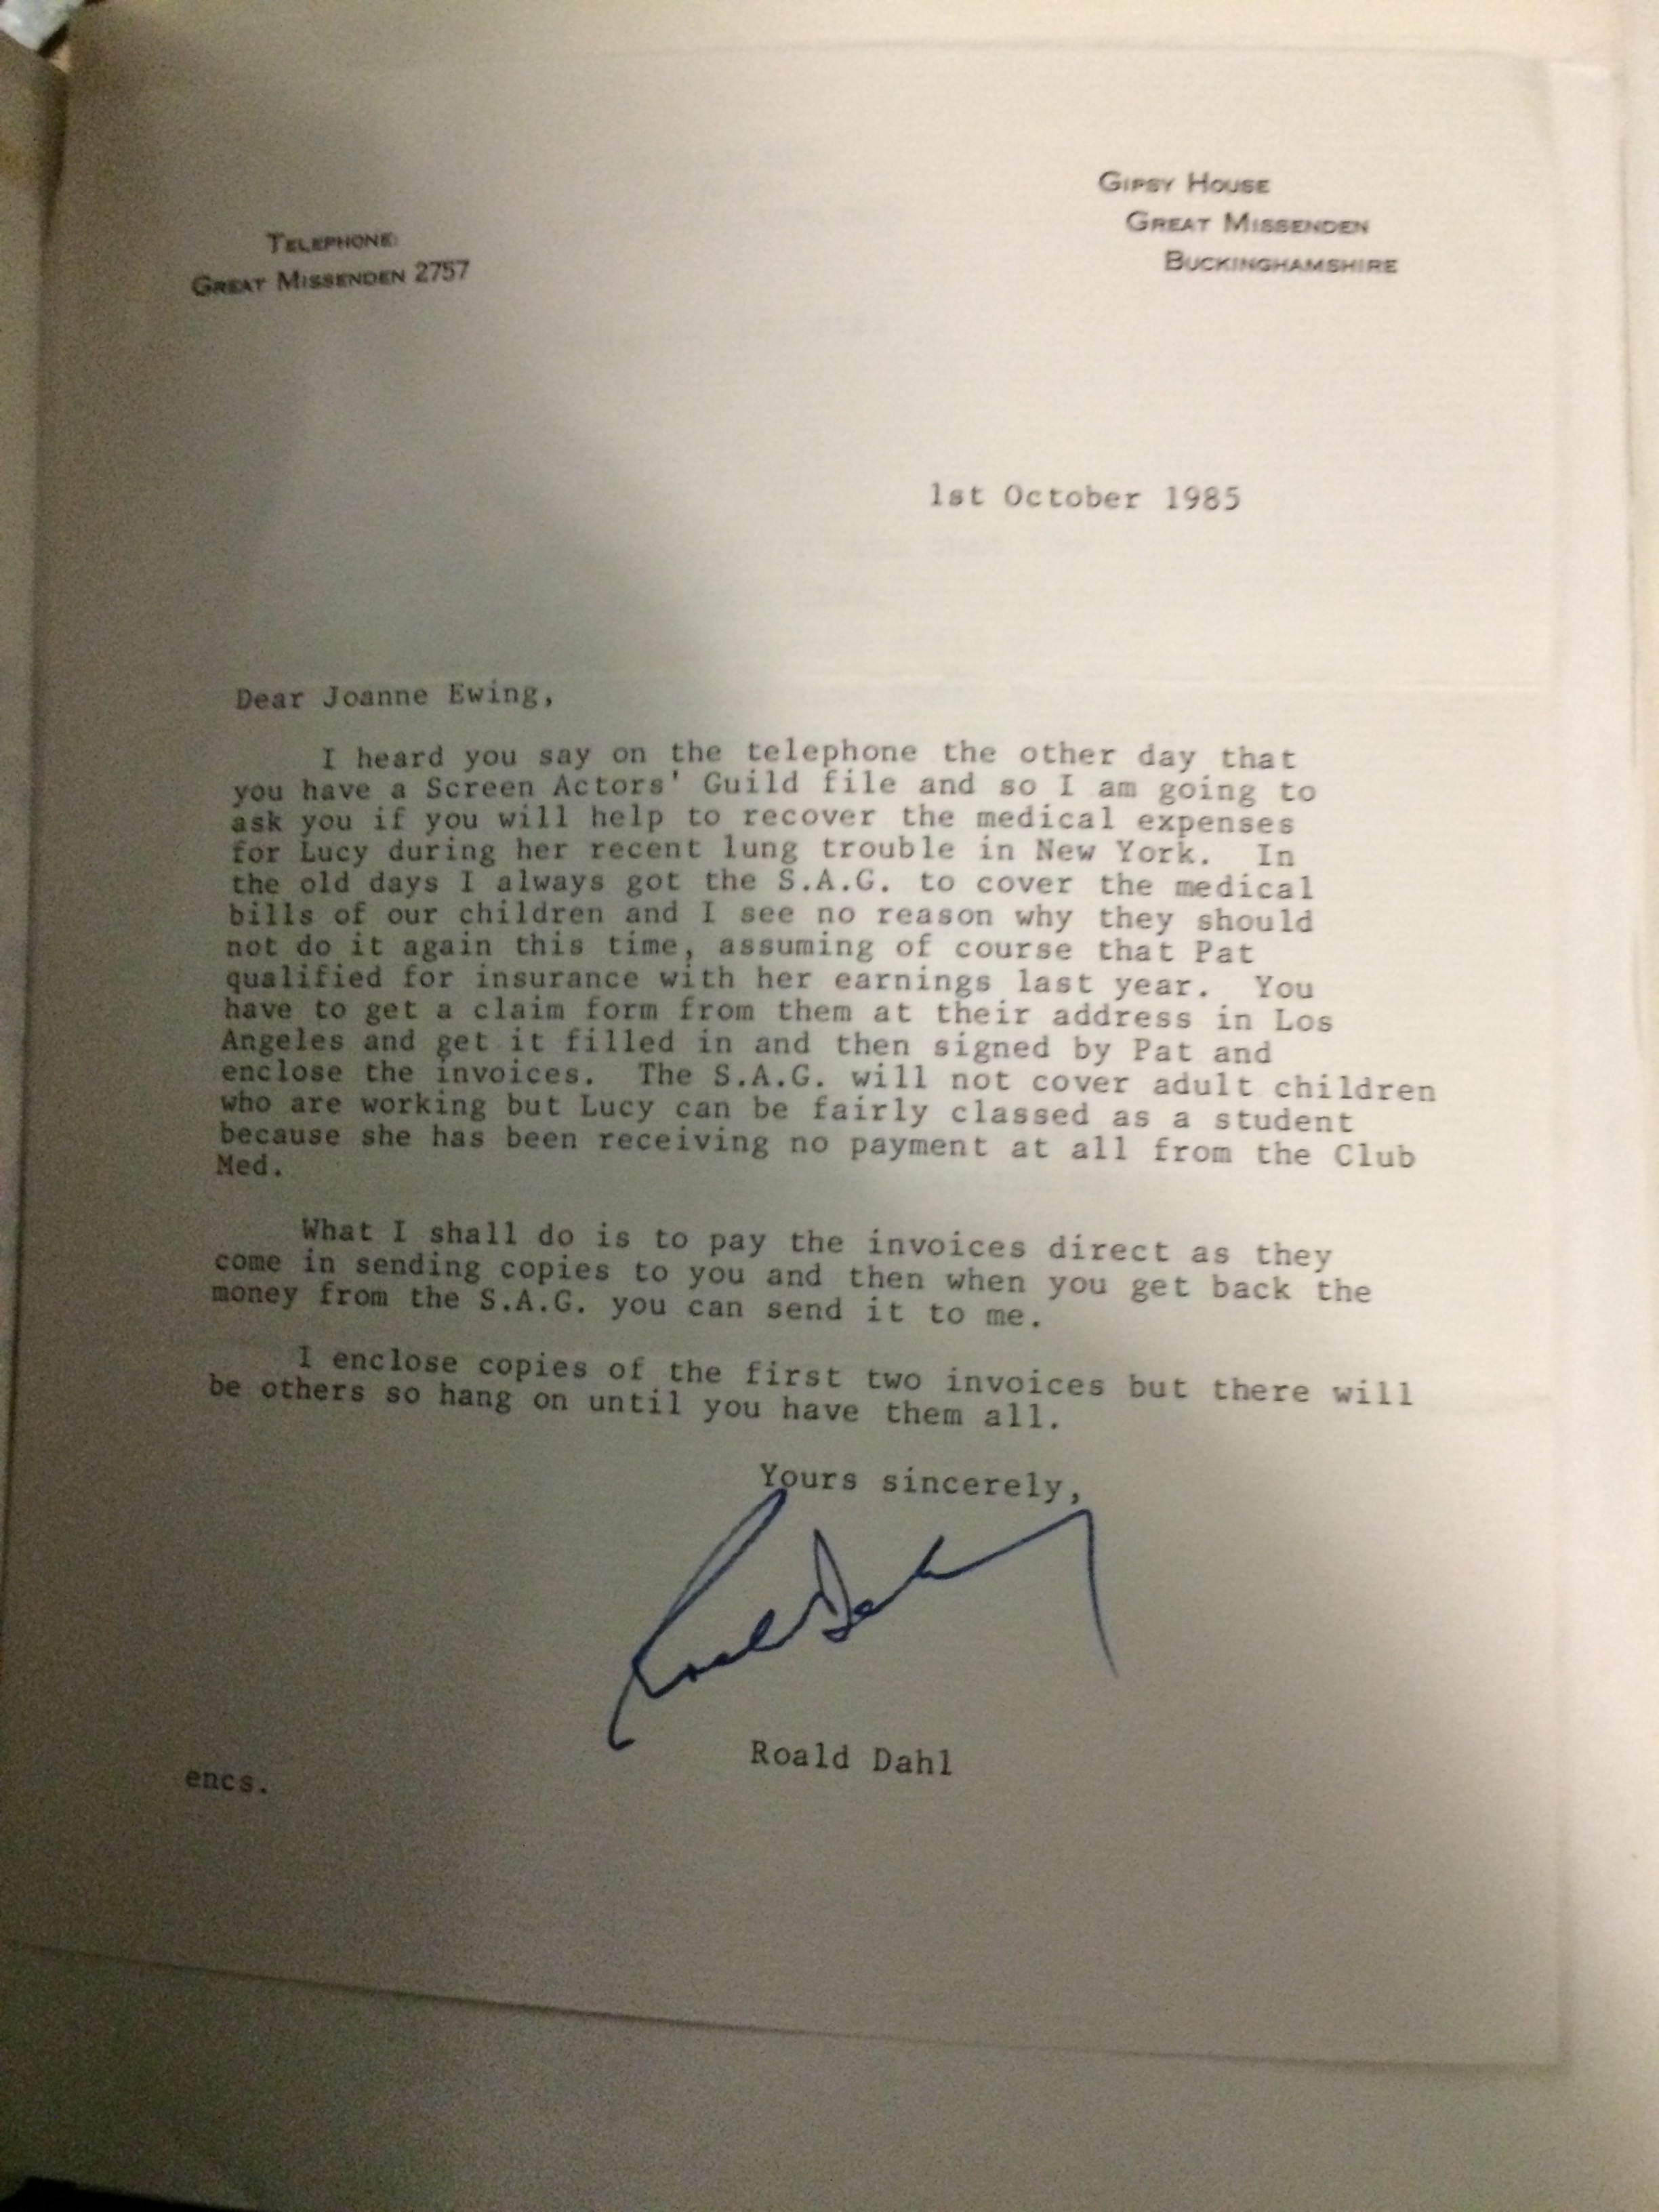 GIPSY HOUSE
GREAT MISSENDEN
BUCKINGHAMSHIRE
TELEPHONE
GREAT MISSENDEN 2757
1st October 1985
Dear Joanne Ewing,
I heard you say on the telephone the other day that
you have a Screen Actors' Guild file and so I am going to
ask you if you will help to recover the medical expenses
for Lucy during her recent lung trouble in New York. In
the old days I always got the S.A.G. to cover the medical
bills of our children and I see no reason why they should
not do it again this time, assuming of course that Pat
qualified for insurance with her earnings last year. You
have to get a claim form from them at their address in Los
Angeles and get it filled in and then signed by Pat and
enclose the invoices. The S.A.G. will not cover adult children
who are working but Lucy can be fairly classed as a student
because she has been receiving no payment at all from the Club
Med.
What I shall do is to pay the invoices direct as they
come in sending copies to you and then when you get back the
money from the S.A.G. you can send it to me.
I enclose copies of the first two invoices but there will
be others so hang on until you have them all.
Yours sincerely,
Roald Dahl
Roald Dahl
encs.